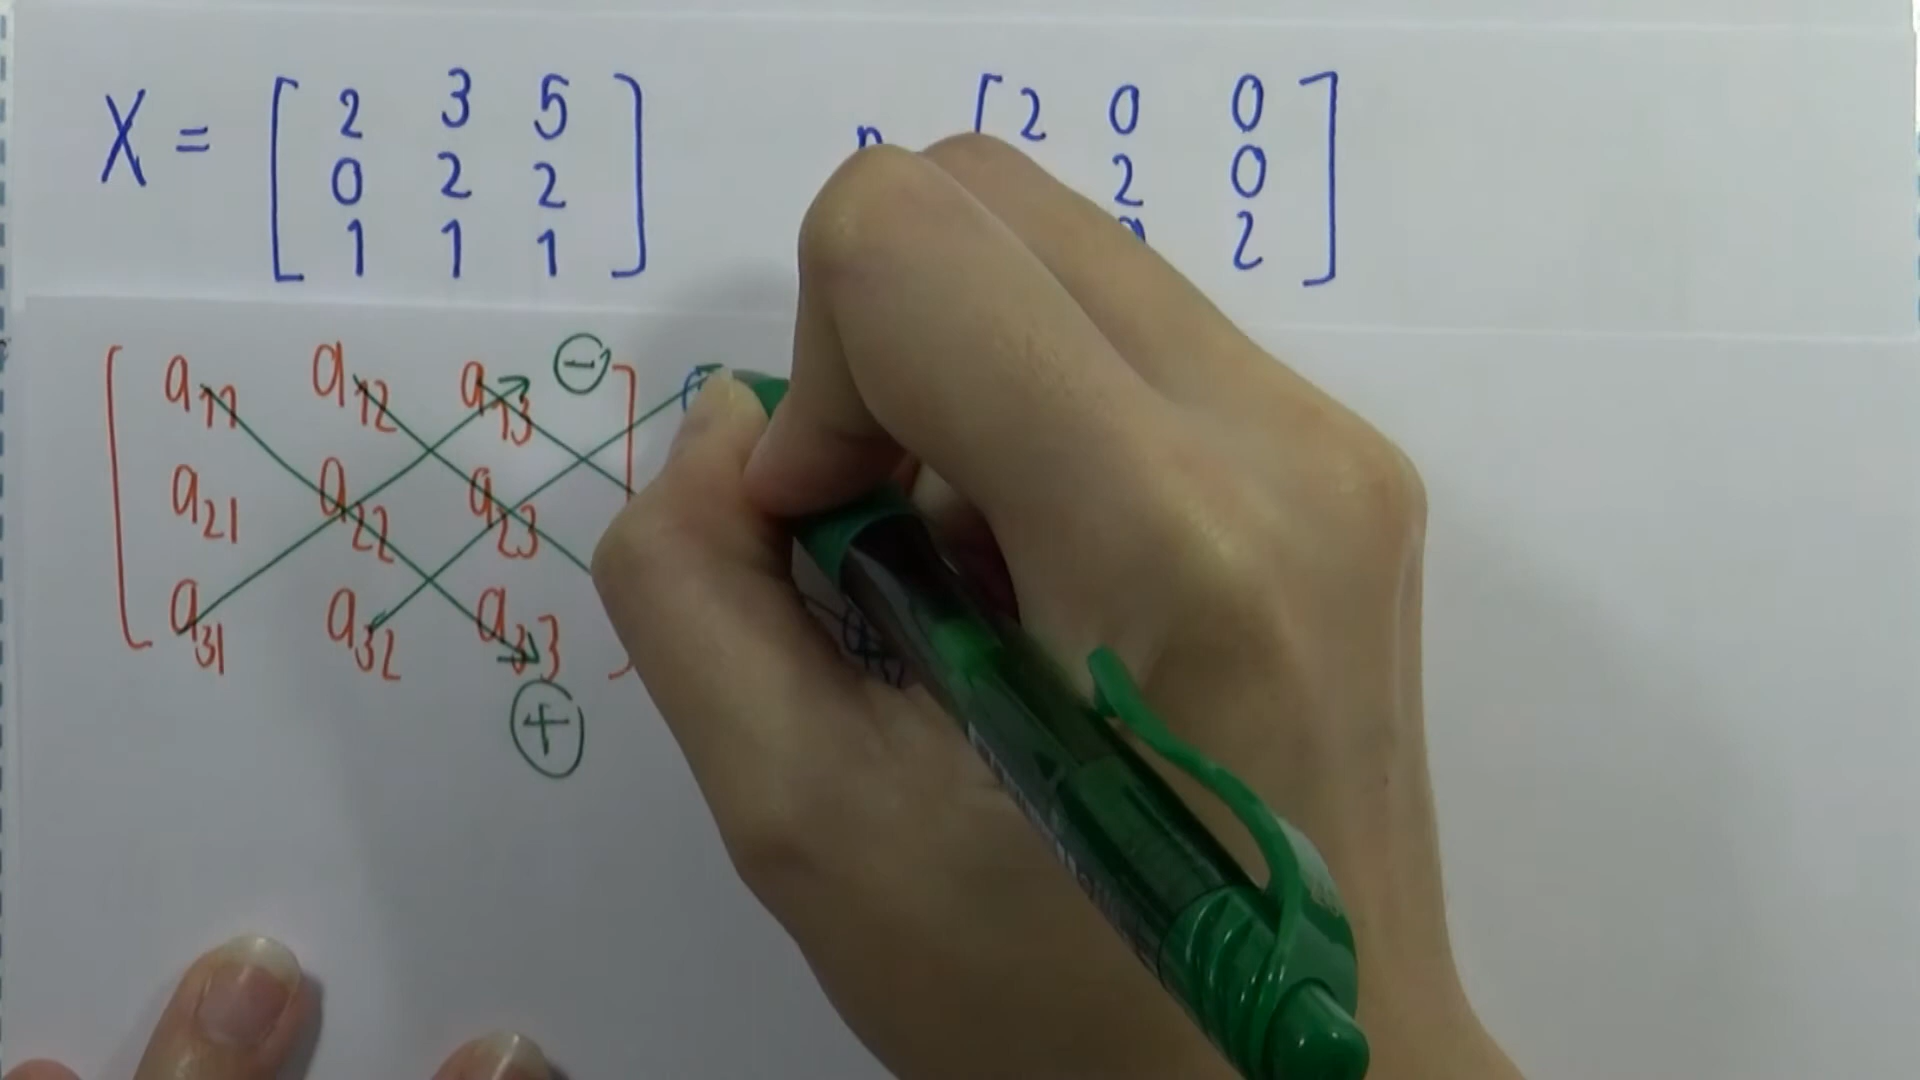 X = [ 2 3 5 ] [ 2 0 0 ]
0 2 2 2 0
1 1 1 2
[ a11 a12 a13 ⊖ ]
a21 a22 a23
a31 a32 a33
⊕